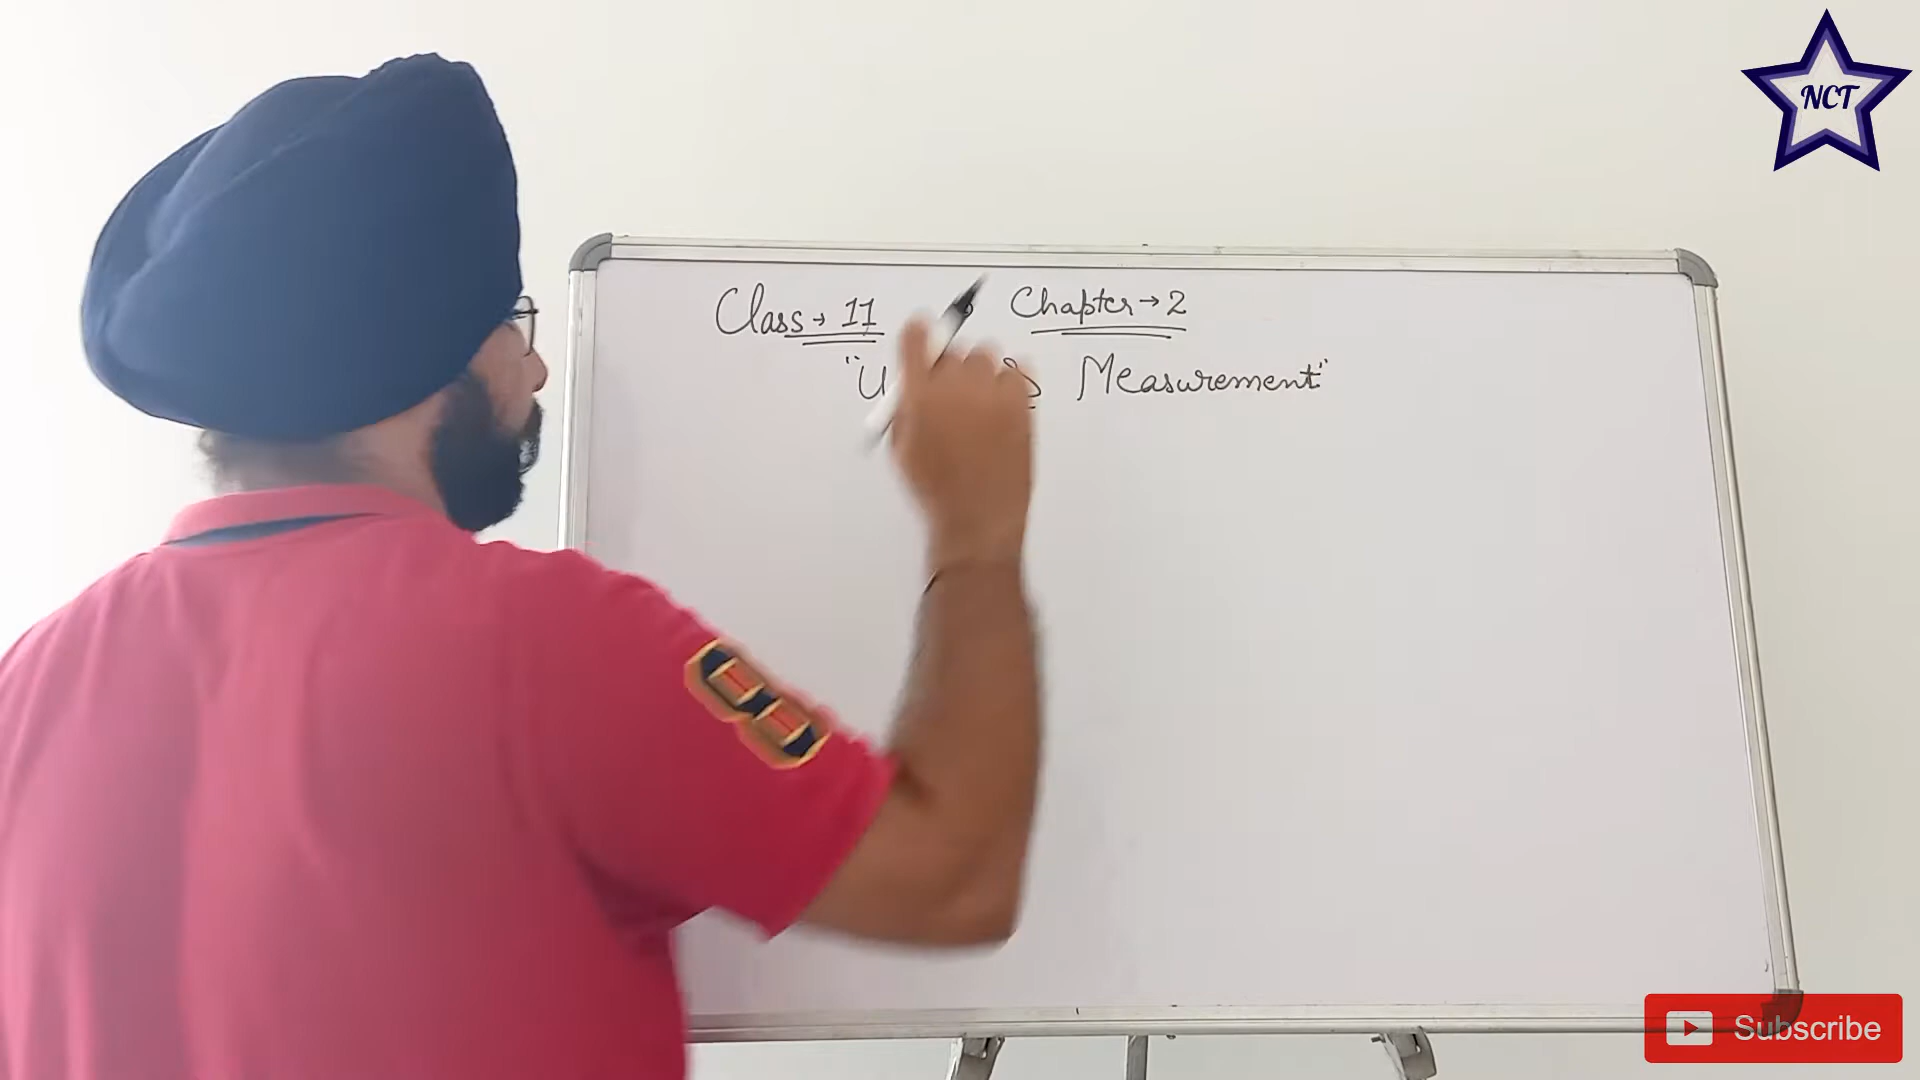 NCT
Class → 11 Chapter → 2
" & Measurement"
Subscribe